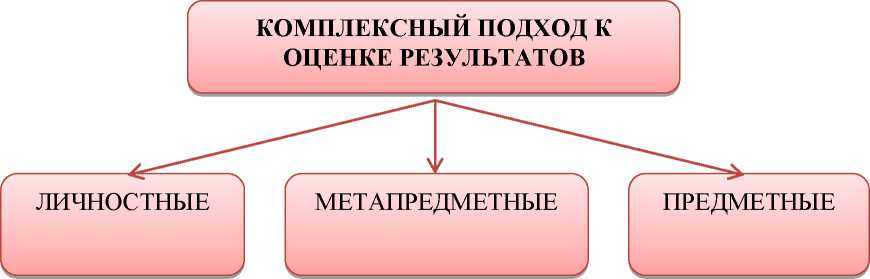 КОМПЛЕКСНЫЙ ПОДХОД К
ОЦЕНКЕ РЕЗУЛЬТАТОВ
ЛИЧНОСТНЫЕ
МЕТАПРЕДМЕТНЫЕ
ПРЕДМЕТНЫЕ